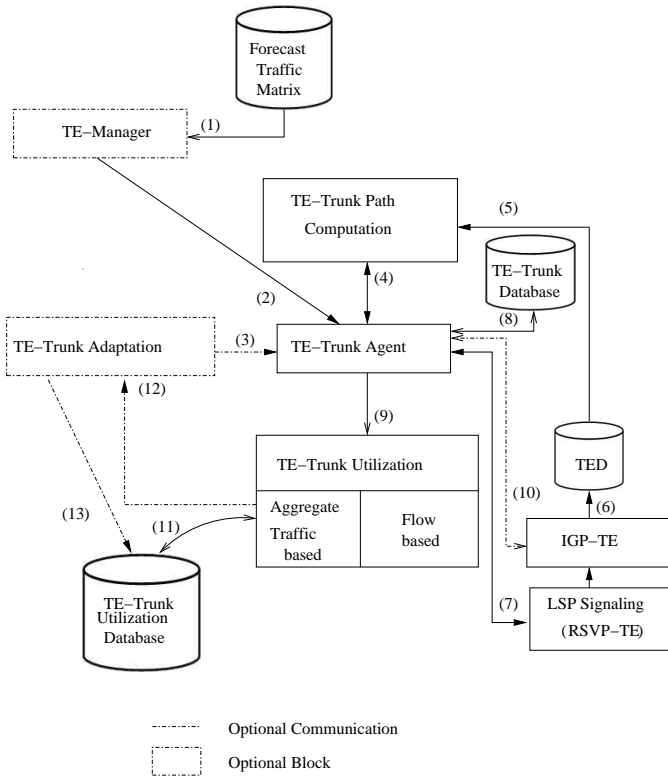 Forecast
Traffic
Matrix
TE−Manager
(1)
TE−Trunk Path
Computation
(5)
(4)
TE−Trunk
Database
(2)
(8)
TE−Trunk Adaptation
(3)
TE−Trunk Agent
(12)
(9)
TE−Trunk Utilization
TED
(10)
(13)
(11)
Aggregate
Traffic
based
Flow
based
(6)
IGP−TE
(7)
LSP Signaling
(RSVP−TE)
TE−Trunk
Utilization
Database
Optional Communication
Optional Block